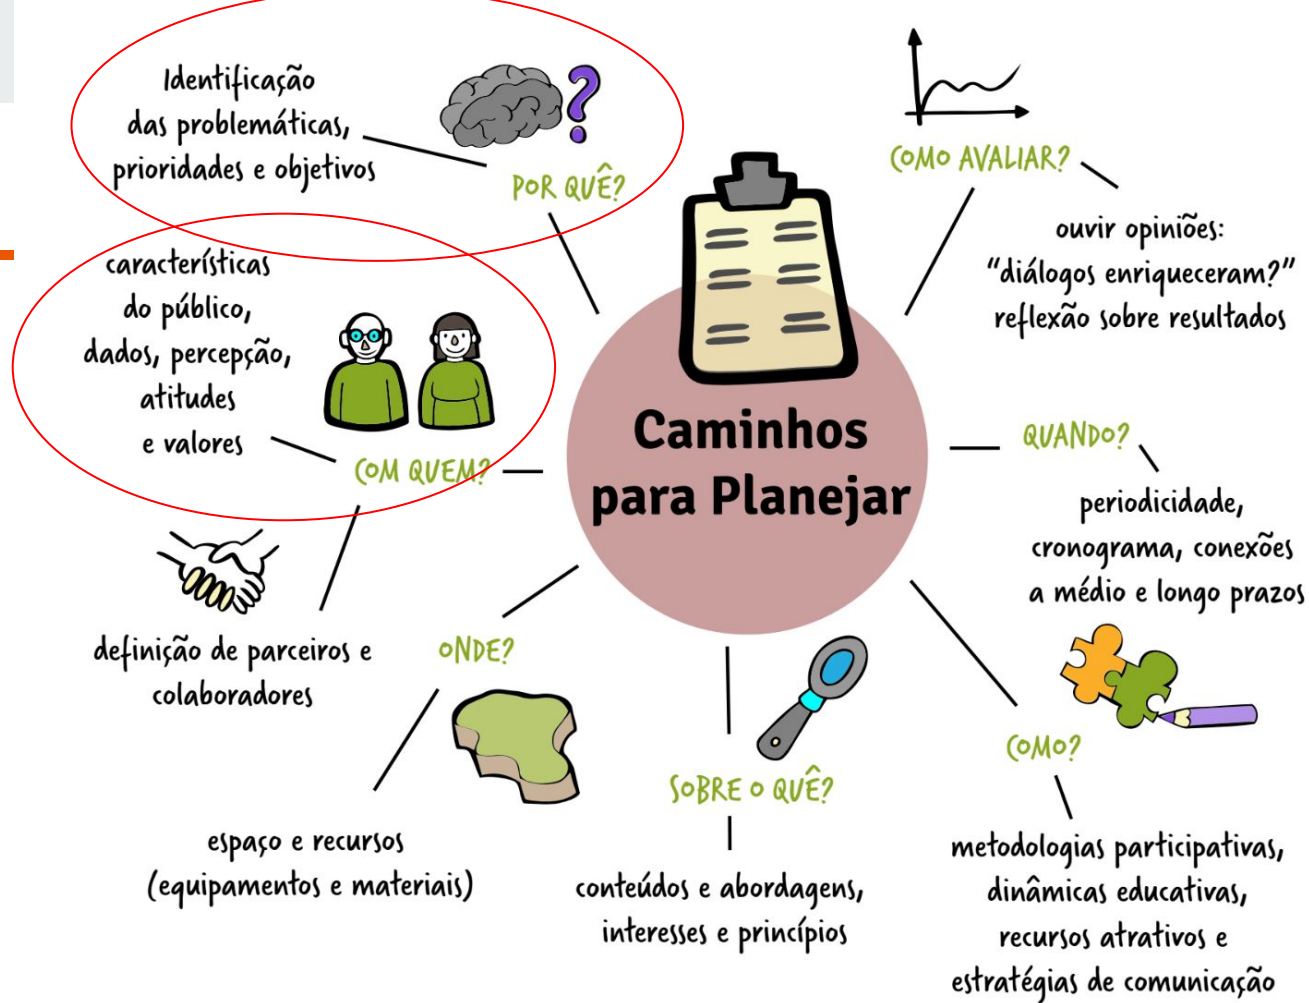 Identificação
das problemáticas,
prioridades e objetivos
POR QUÊ?
características
do público,
dados, percepção,
atitudes
e valores
COM QUEM?
definição de parceiros e
colaboradores
ONDE?
espaço e recursos
(equipamentos e materiais)
Caminhos
para Planejar
SOBRE O QUÊ?
conteúdos e abordagens,
interesses e princípios
COMO AVALIAR?
ouvir opiniões:
"diálogos enriqueceram?"
reflexão sobre resultados
QUANDO?
periodicidade,
cronograma, conexões
a médio e longo prazos
COMO?
metodologias participativas,
dinâmicas educativas,
recursos atrativos e
estratégias de comunicação